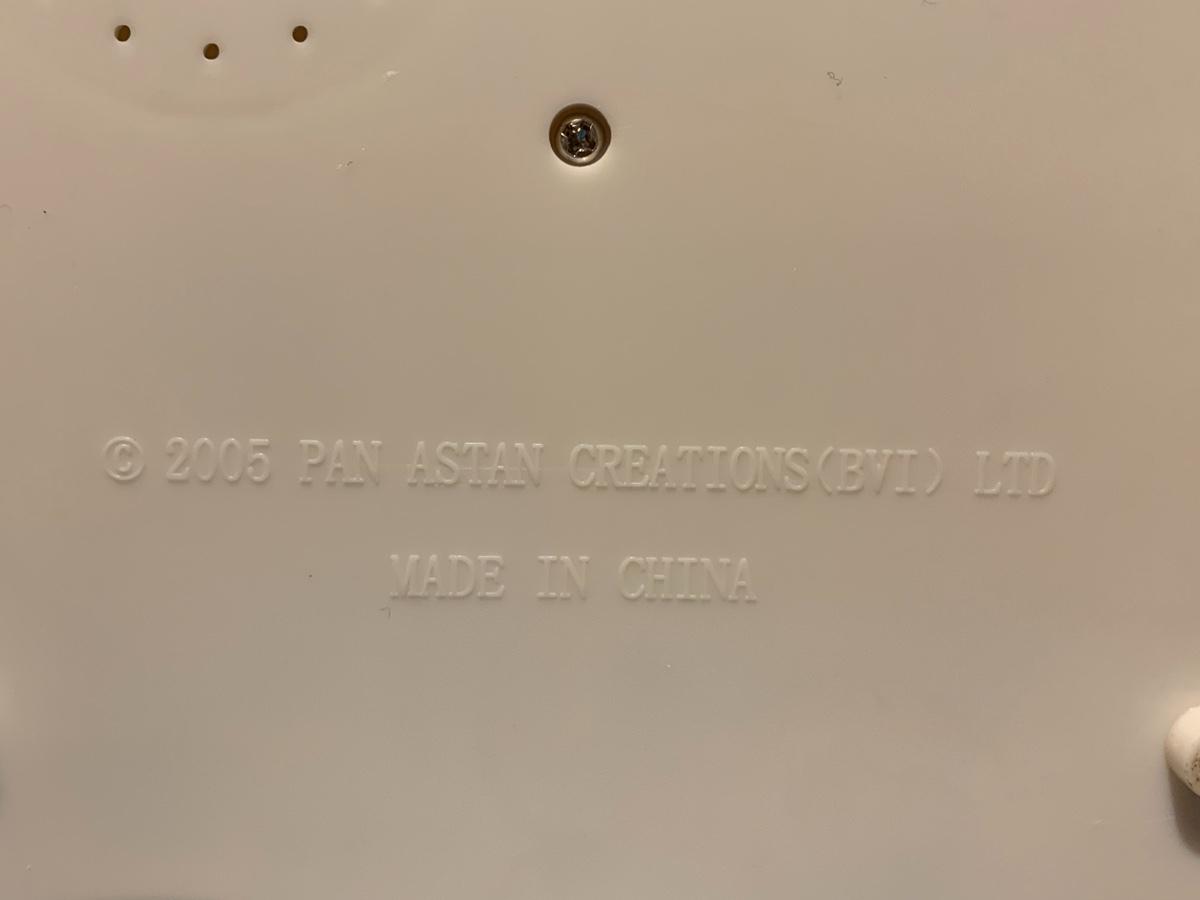 © 2005 PAN ASTAN CREATIONS(BVI) LTD
MADE IN CHINA